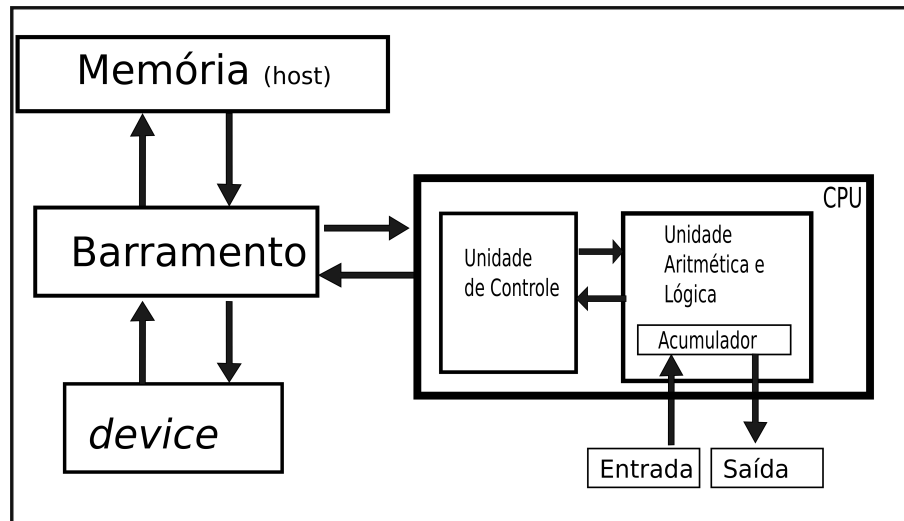 Memória (host)
Barramento
device
CPU
Unidade
de Controle
Unidade
Aritmética e
Lógica
Acumulador
Entrada
Saída